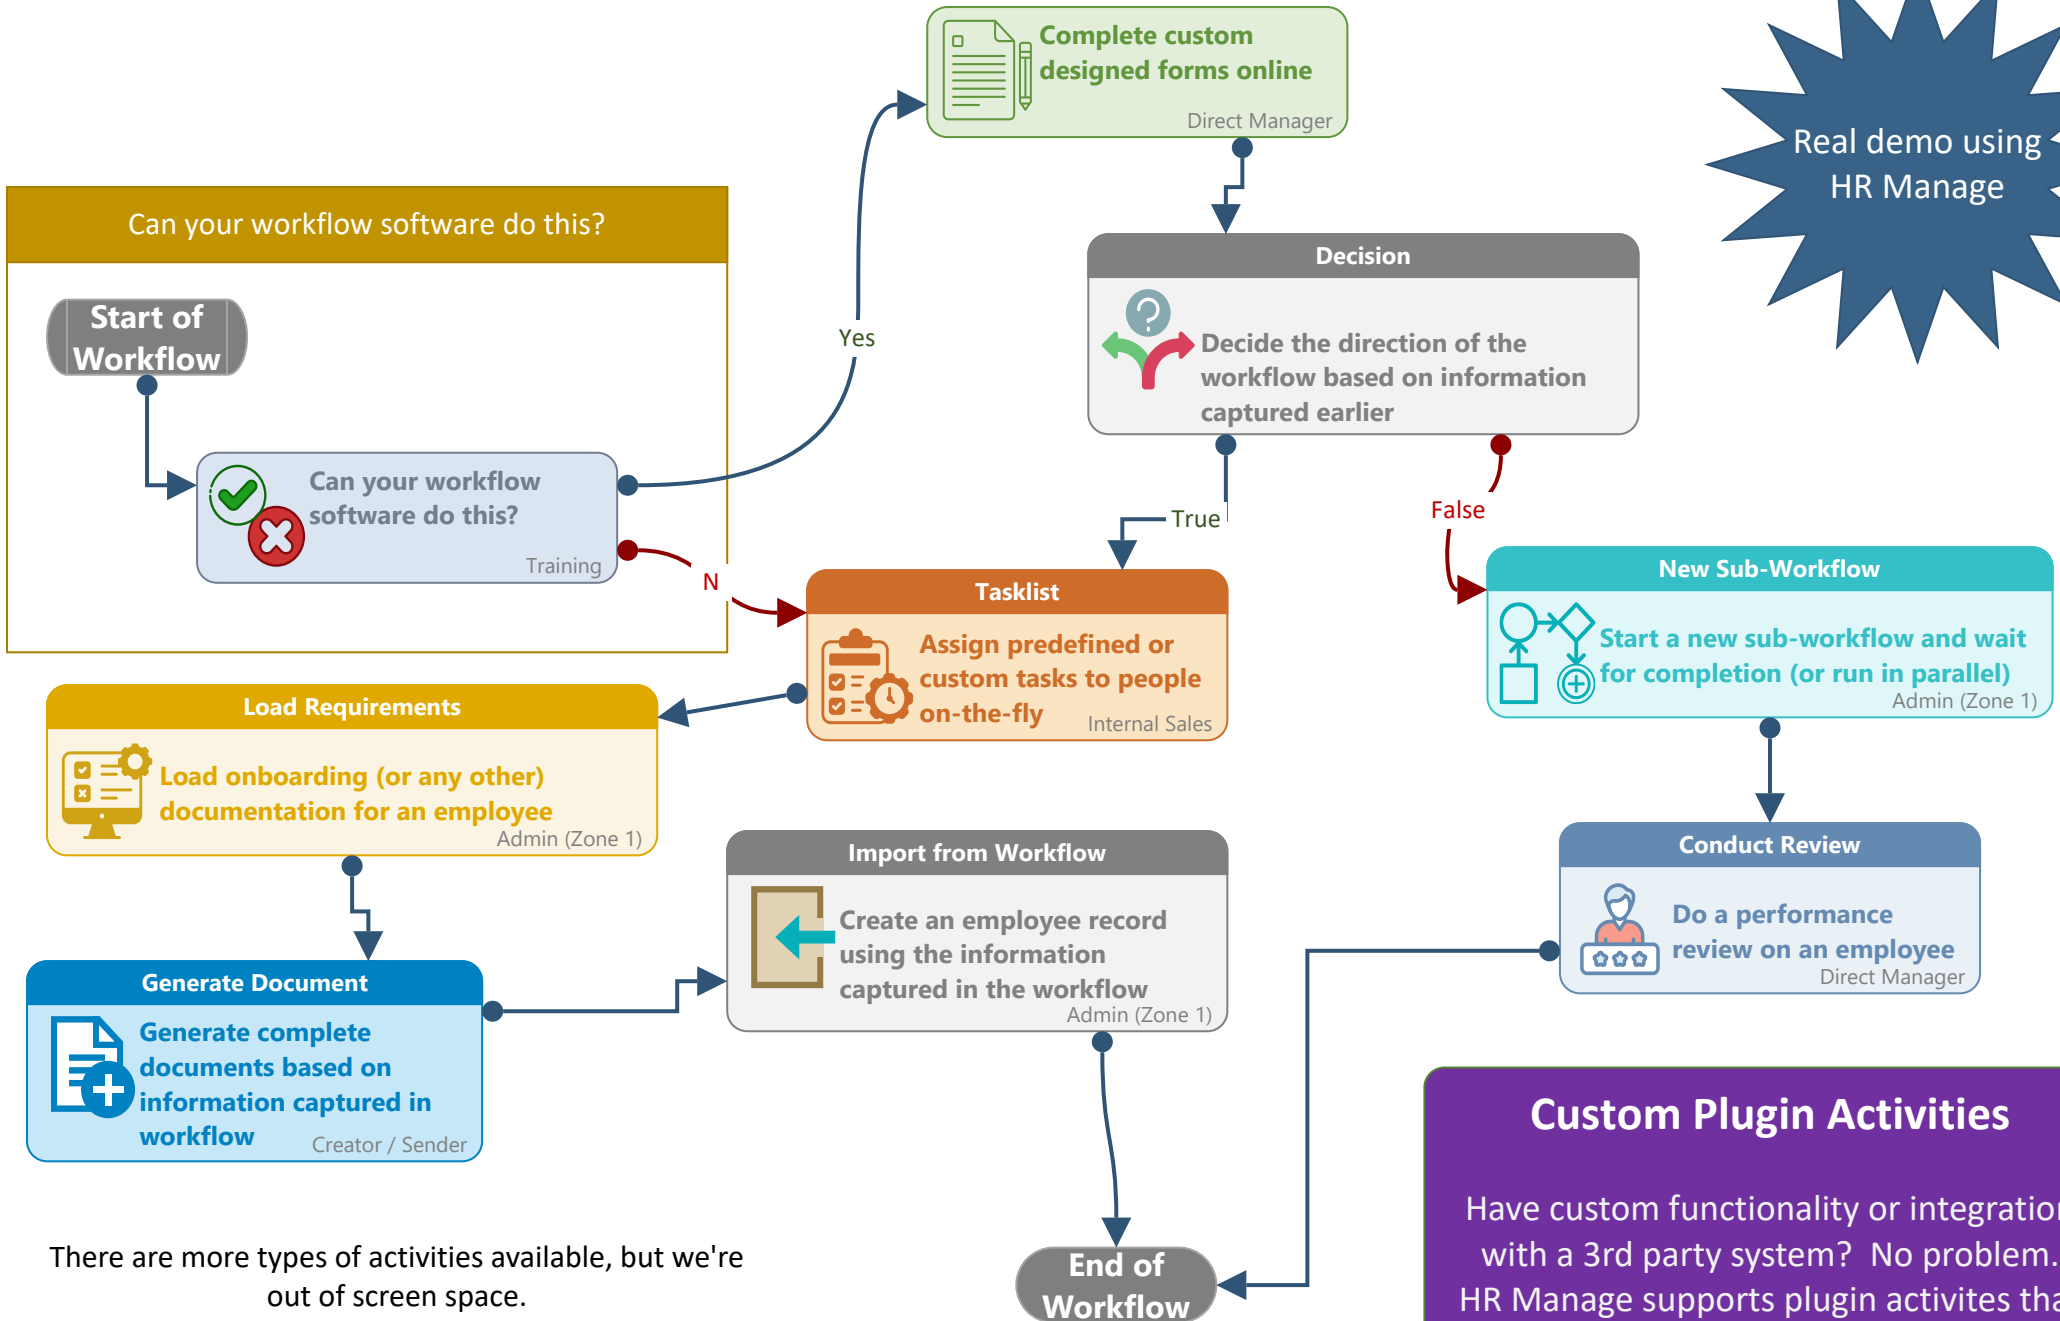 Complete custom
designed forms online
Direct Manager
Real demo using
HR Manage
Can your workflow software do this?
Start of
Workflow
Yes
Decision
Decide the direction of the
workflow based on information
captured earlier
Can your workflow
software do this?
Training
N
True
False
Tasklist
Assign predefined or
custom tasks to people
on-the-fly
Internal Sales
New Sub-Workflow
Start a new sub-workflow and wait
for completion (or run in parallel)
Admin (Zone 1)
Load Requirements
Load onboarding (or any other)
documentation for an employee
Admin (Zone 1)
Import from Workflow
Create an employee record
using the information
captured in the workflow
Admin (Zone 1)
Conduct Review
Do a performance
review on an employee
Direct Manager
Generate Document
Generate complete
documents based on
information captured in
workflow
Creator / Sender
Custom Plugin Activities
Have custom functionality or integration
with a 3rd party system?  No problem.
HR Manage supports plugin activites
There are more types of activities available, but we're
out of screen space.
End of
Workflow